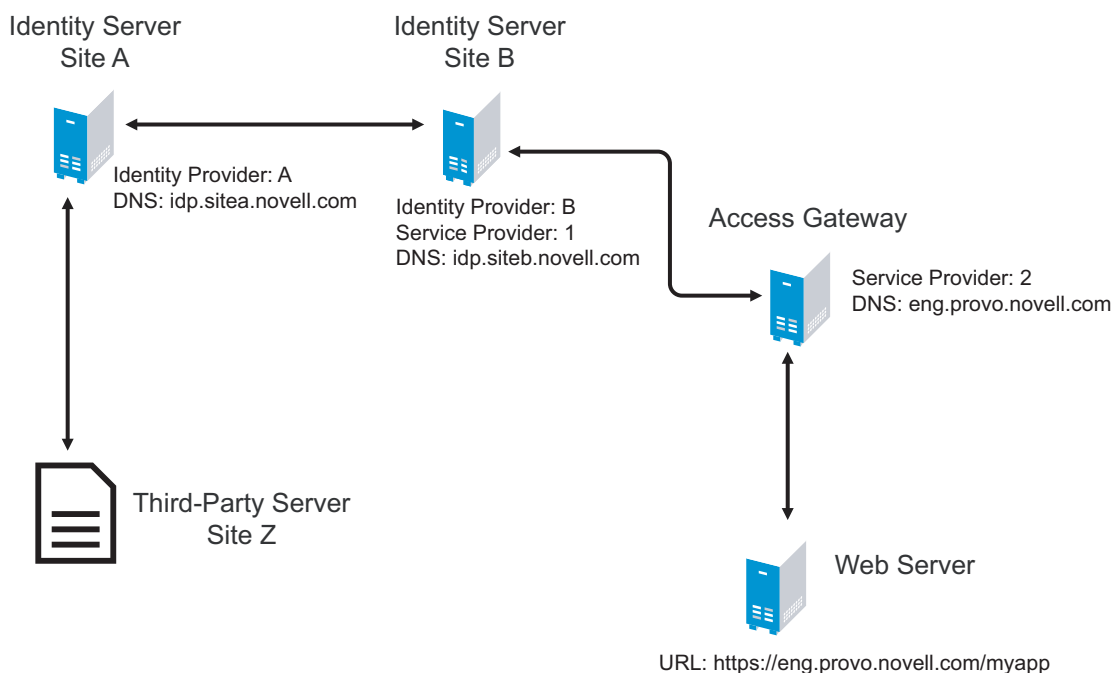 Identity Server
Site A
Identity Server
Site B
Identity Provider: A
DNS: idp.sitea.novell.com
Identity Provider: B
Service Provider: 1
DNS: idp.siteb.novell.com
Access Gateway
Service Provider: 2
DNS: eng.provo.novell.com
Third-Party Server
Site Z
Web Server
URL: https://eng.provo.novell.com/myapp